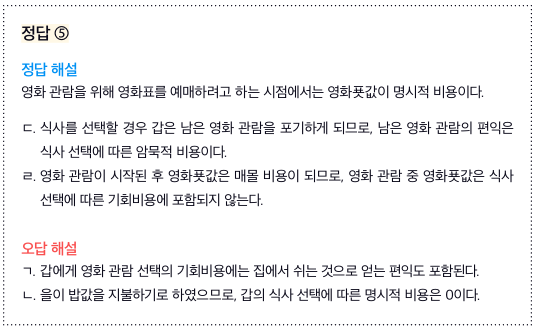 정답 ⑤
정답 해설
영화 관람을 위해 영화표를 예매하려고 하는 시점에서는 영화푯값이 명시적 비용이다.
ㄷ. 식사를 선택할 경우 갑은 남은 영화 관람을 포기하게 되므로, 남은 영화 관람의 편익은
식사 선택에 따른 암묵적 비용이다.
ㄹ. 영화 관람이 시작된 후 영화푯값은 매몰 비용이 되므로, 영화 관람 중 영화푯값은 식사
선택에 따른 기회비용에 포함되지 않는다.
오답 해설
ㄱ. 갑에게 영화 관람 선택의 기회비용에는 집에서 쉬는 것으로 얻는 편익도 포함된다.
ㄴ. 을이 밥값을 지불하기로 하였으므로, 갑의 식사 선택에 따른 명시적 비용은 0이다.